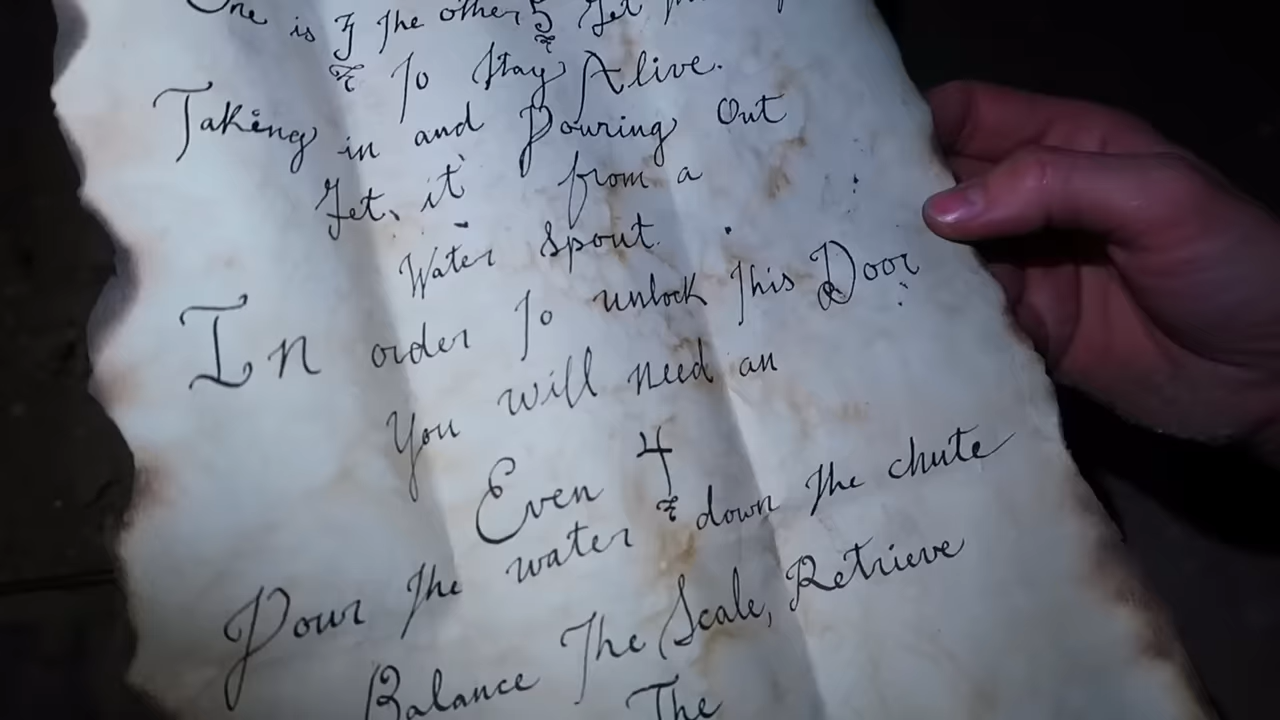 One is 3 The other 5 Get
To Stay Alive.
Taking in and Pouring Out
Get it from a
Water Spout.
In order To unlock This Door
You will need an
Even 4
Pour The water down The chute
Balance The Scale, Retrieve
The